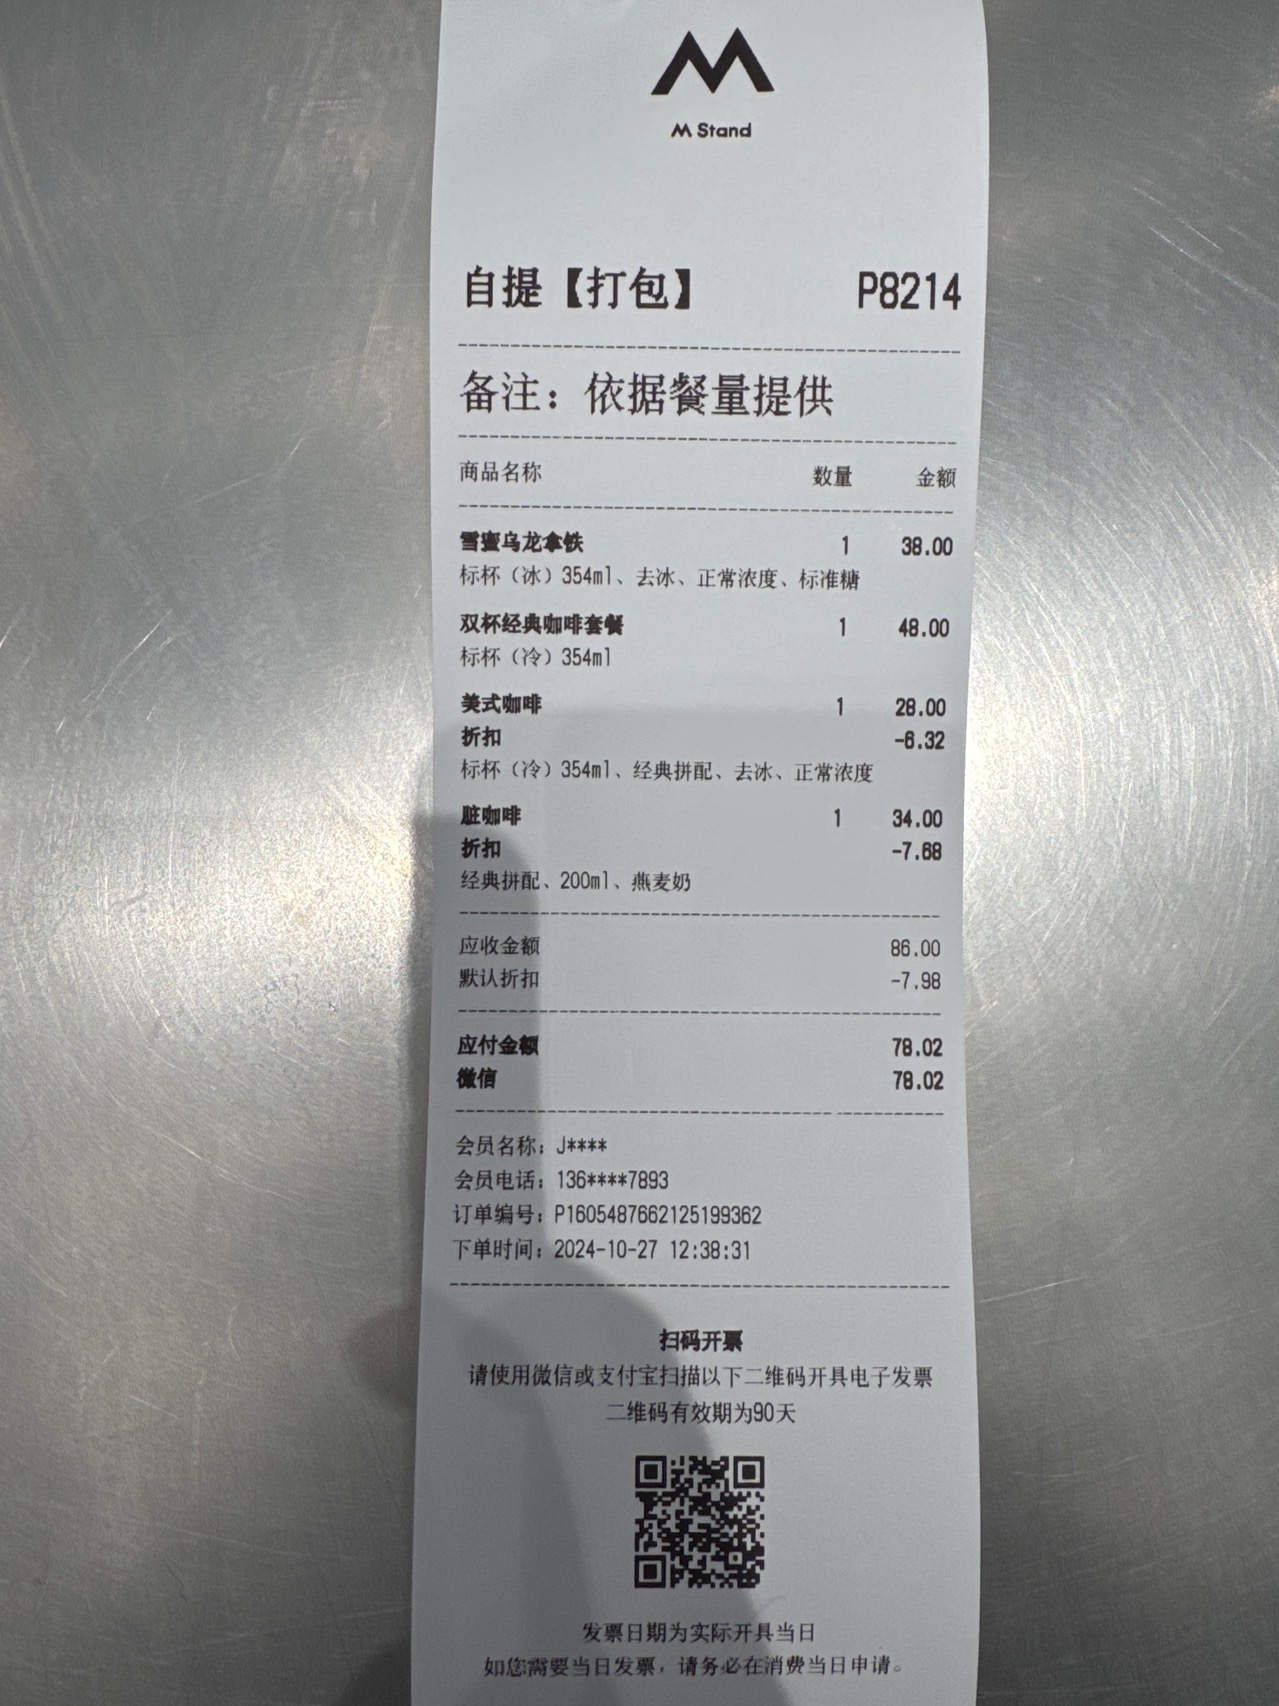 M Stand
自提【打包】 P8214
备注：依据餐量提供
商品名称 数量 金额
雪蜜乌龙拿铁 1 38.00
标杯（冰）354ml、去冰、正常浓度、标准糖
双杯经典咖啡套餐 1 48.00
标杯（冷）354ml
美式咖啡 1 28.00
折扣 -6.32
标杯（冷）354ml、经典拼配、去冰、正常浓度
脏咖啡 1 34.00
折扣 -7.68
经典拼配、200ml、燕麦奶
应收金额 86.00
默认折扣 -7.98
应付金额 78.02
微信 78.02
会员名称：J****
会员电话：136****7893
订单编号：P1605487662125199362
下单时间：2024-10-27 12:38:31
扫码开票
请使用微信或支付宝扫描以下二维码开具电子发票
二维码有效期为90天
发票日期为实际开具当日
如您需要当日发票，请务必在消费当日申请。